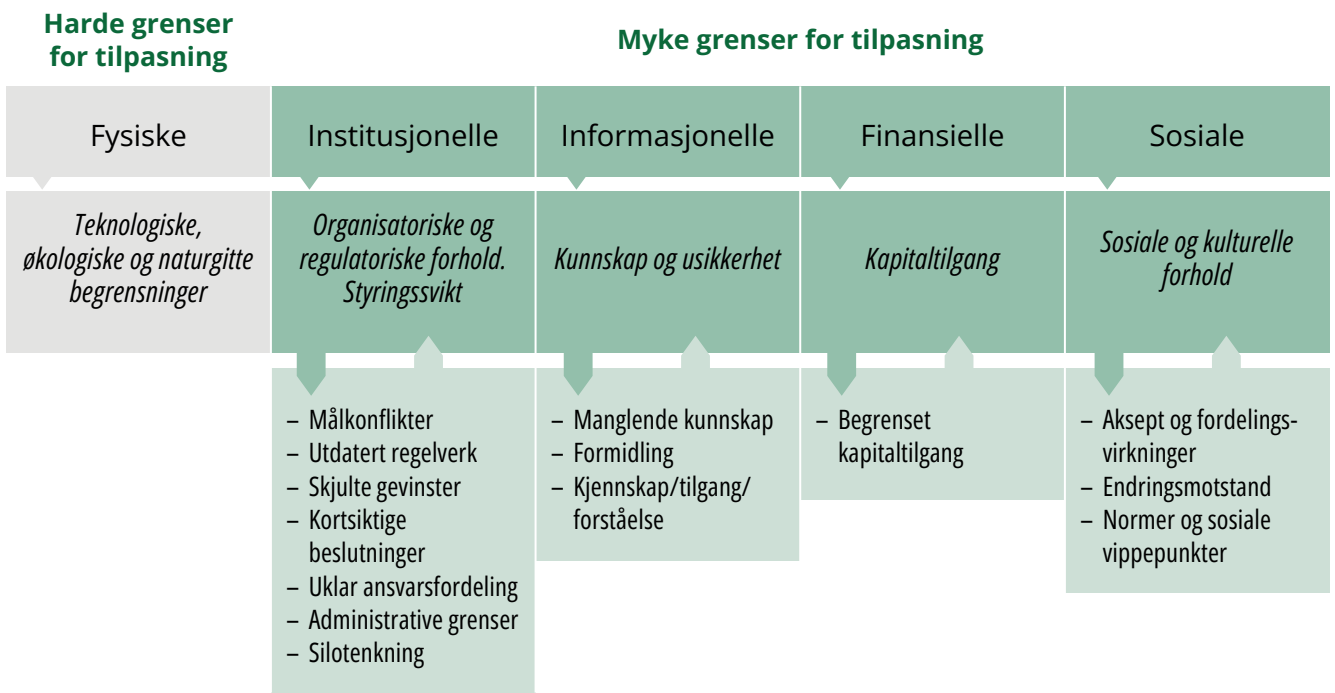 Harde grenser
for tilpasning
Myke grenser for tilpasning
Fysiske
Institusjonelle
Informasjonelle
Finansielle
Sosiale
Teknologiske,
økologiske og naturgitte
begrensninger
Organisatoriske og
regulatoriske forhold.
Styringssvikt
Kunnskap og usikkerhet
Kapitaltilgang
Sosiale og kulturelle
forhold
– Målkonflikter
– Utdatert regelverk
– Skjulte gevinster
– Kortsiktige
beslutninger
– Uklar ansvarsfordeling
– Administrative grenser
– Silotenkning
– Manglende kunnskap
– Formidling
– Kjennskap/tilgang/
forståelse
– Begrenset
kapitaltilgang
– Aksept og fordelings-
virkninger
– Endringsmotstand
– Normer og sosiale
vippepunkter